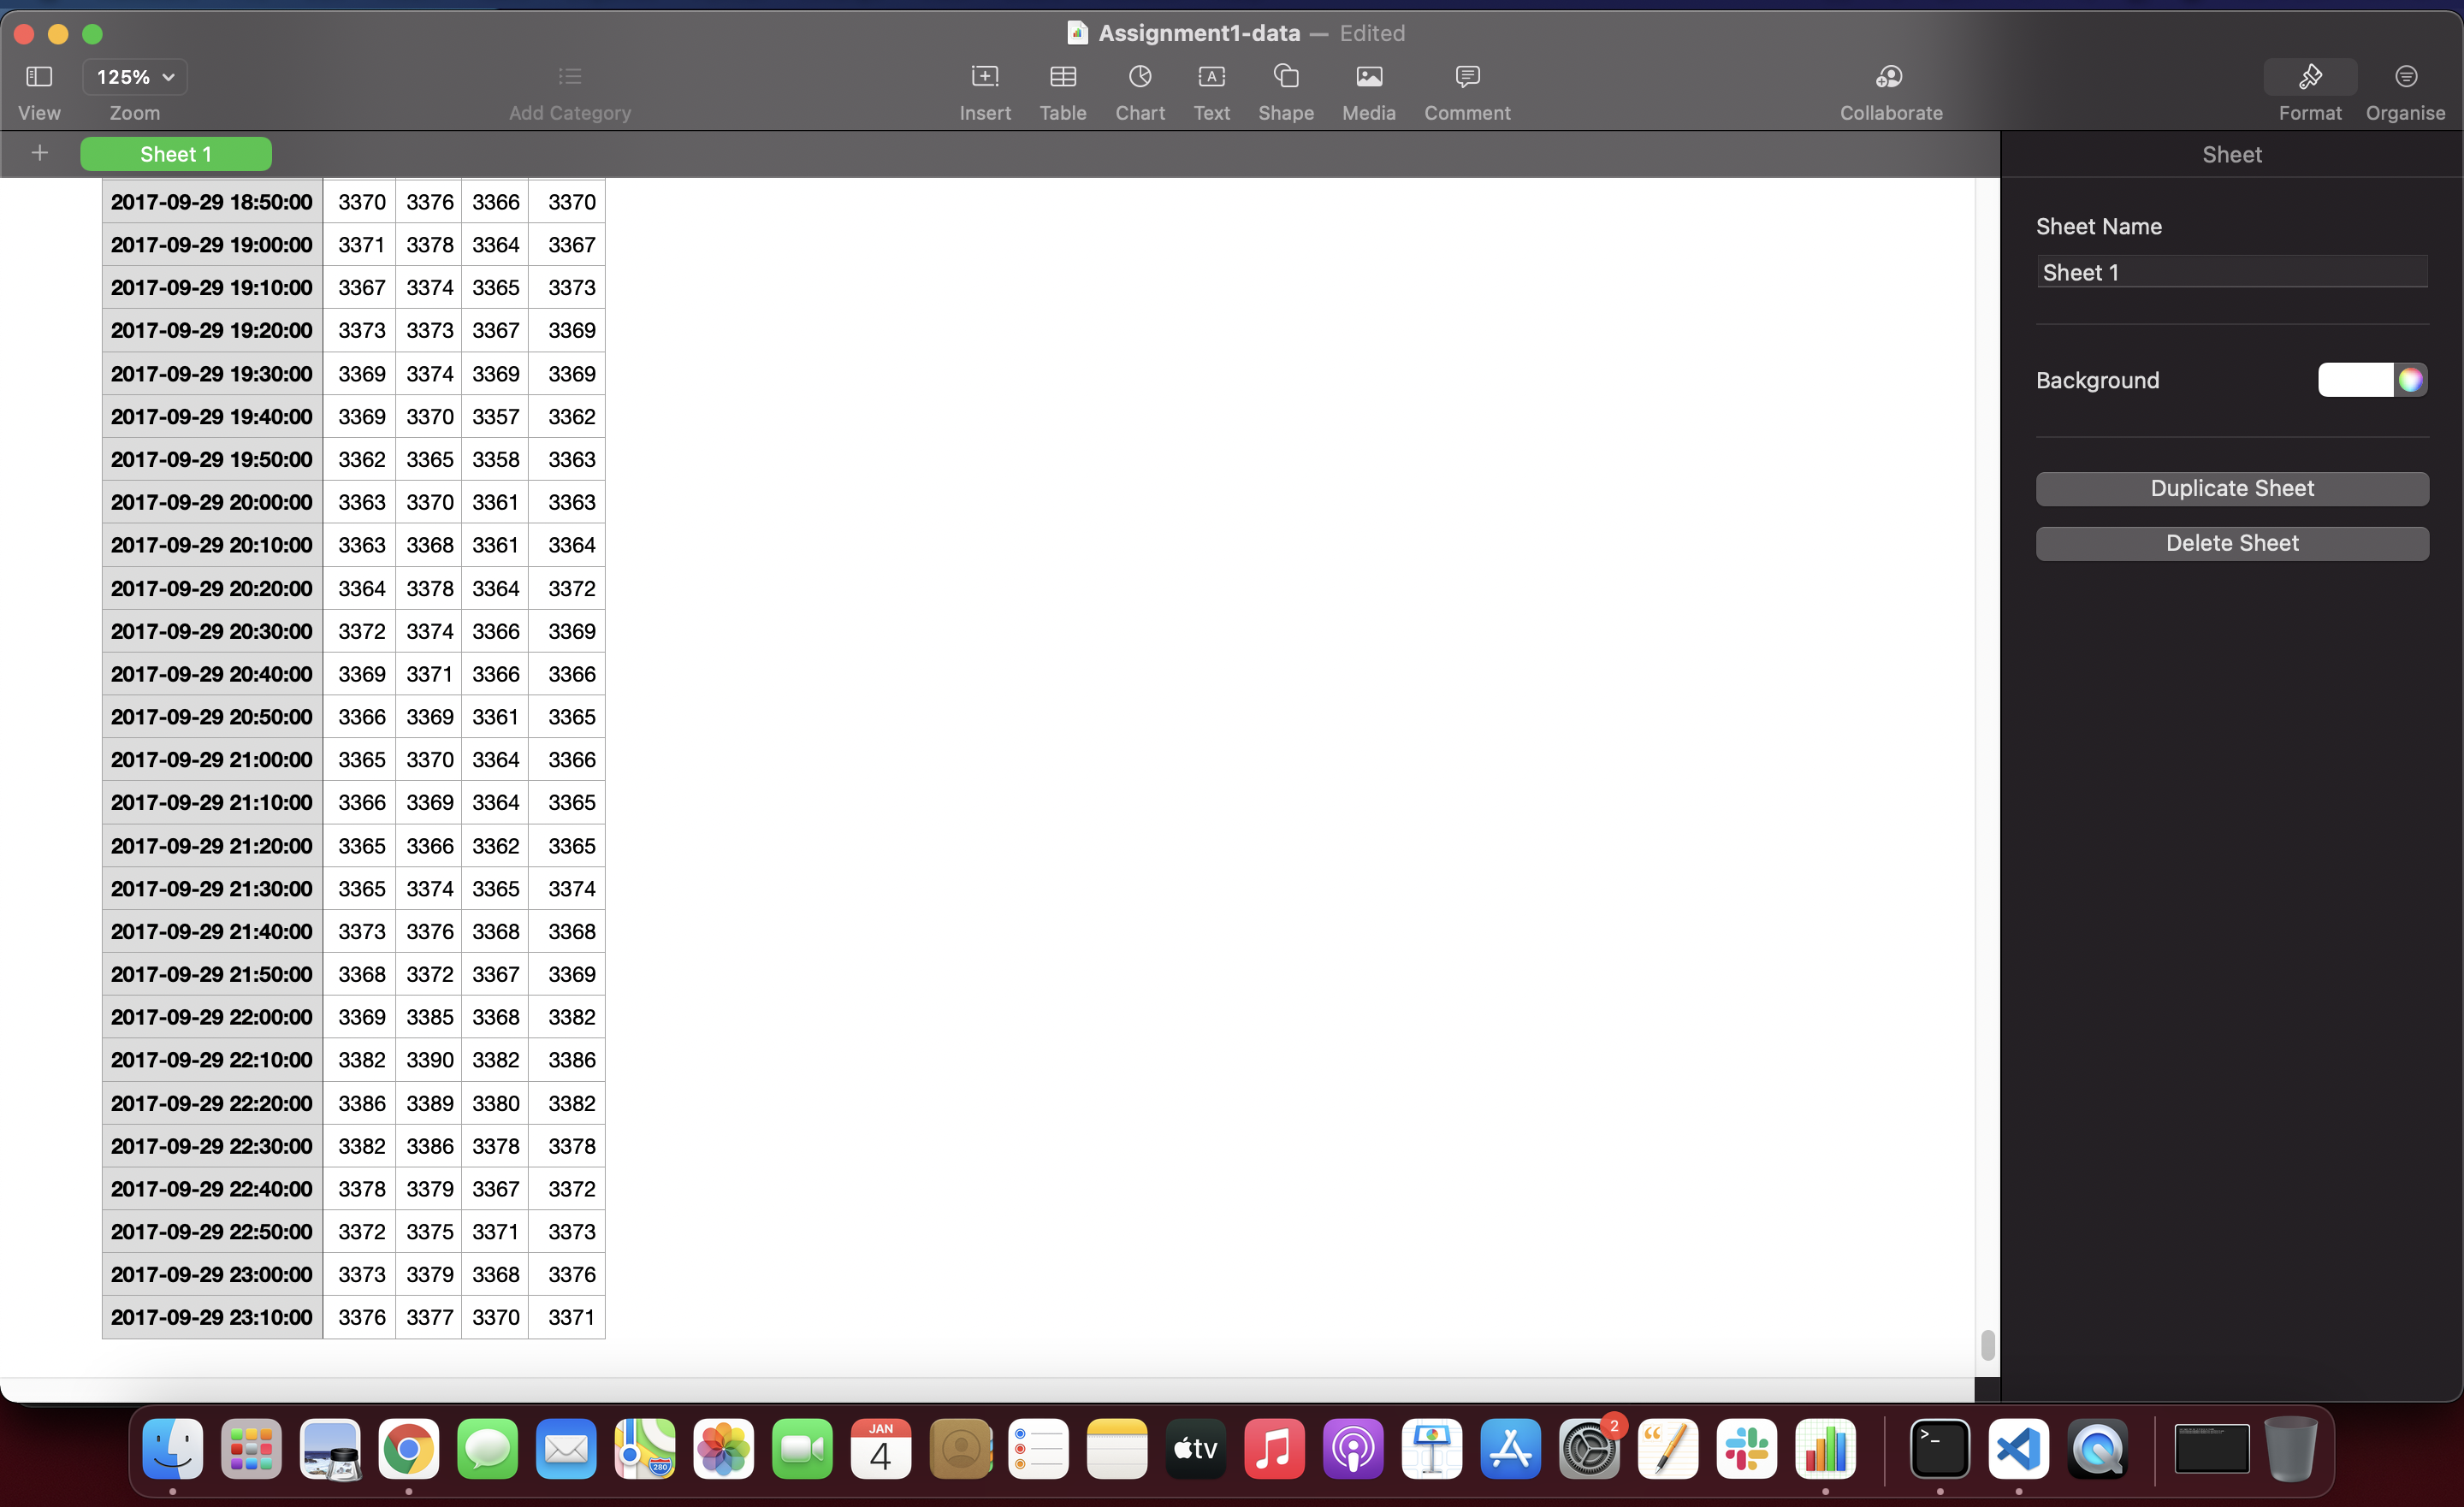 Assignment1-data — Edited
125%
View Zoom Add Category Insert Table Chart Text Shape Media Comment Collaborate Format Organise
Sheet 1
Sheet
2017-09-29 18:50:00 3370 3376 3366 3370
2017-09-29 19:00:00 3371 3378 3364 3367
2017-09-29 19:10:00 3367 3374 3365 3373
2017-09-29 19:20:00 3373 3373 3367 3369
2017-09-29 19:30:00 3369 3374 3369 3369
2017-09-29 19:40:00 3369 3370 3357 3362
2017-09-29 19:50:00 3362 3365 3358 3363
2017-09-29 20:00:00 3363 3370 3361 3363
2017-09-29 20:10:00 3363 3368 3361 3364
2017-09-29 20:20:00 3364 3378 3364 3372
2017-09-29 20:30:00 3372 3374 3366 3369
2017-09-29 20:40:00 3369 3371 3366 3366
2017-09-29 20:50:00 3366 3369 3361 3365
2017-09-29 21:00:00 3365 3370 3364 3366
2017-09-29 21:10:00 3366 3369 3364 3365
2017-09-29 21:20:00 3365 3366 3362 3365
2017-09-29 21:30:00 3365 3374 3365 3374
2017-09-29 21:40:00 3373 3376 3368 3368
2017-09-29 21:50:00 3368 3372 3367 3369
2017-09-29 22:00:00 3369 3385 3368 3382
2017-09-29 22:10:00 3382 3390 3382 3386
2017-09-29 22:20:00 3386 3389 3380 3382
2017-09-29 22:30:00 3382 3386 3378 3378
2017-09-29 22:40:00 3378 3379 3367 3372
2017-09-29 22:50:00 3372 3375 3371 3373
2017-09-29 23:00:00 3373 3379 3368 3376
2017-09-29 23:10:00 3376 3377 3370 3371
Sheet Name
Sheet 1
Background
Duplicate Sheet
Delete Sheet
280
JAN
4
tv
2
>_